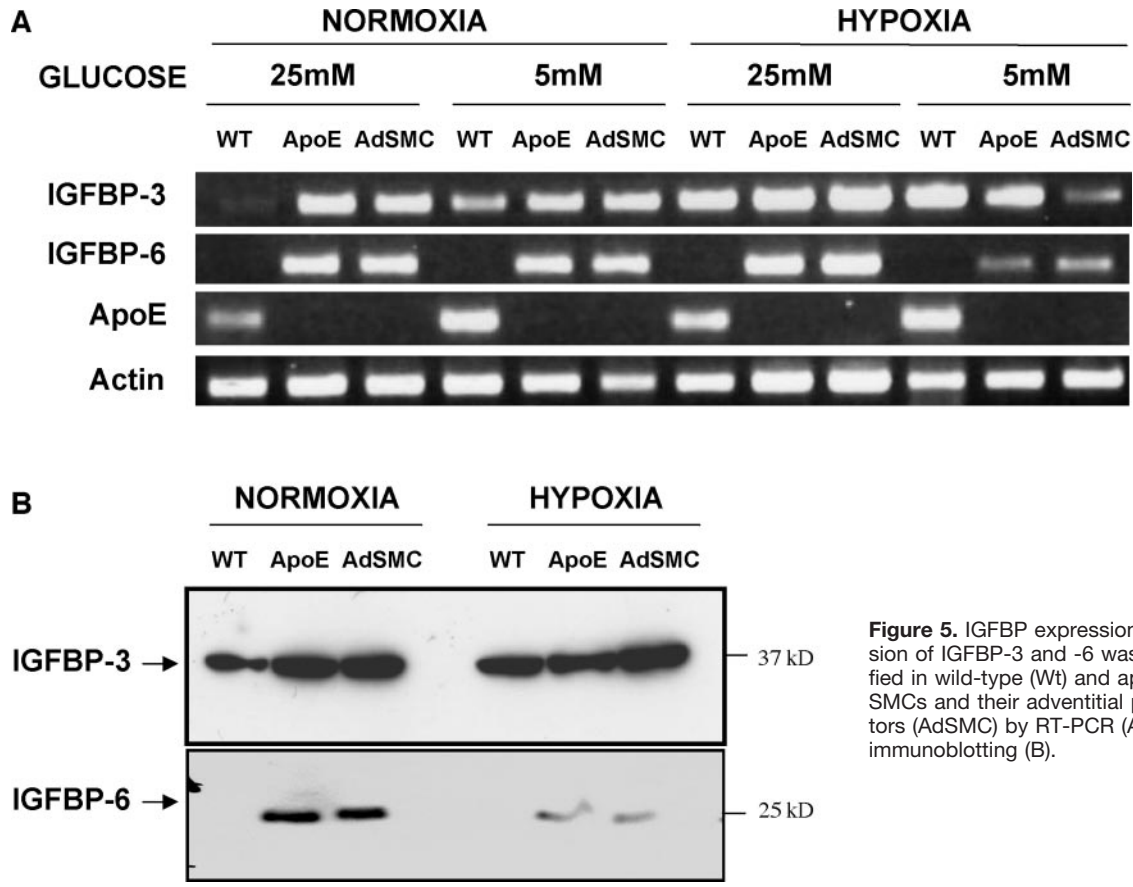 A
NORMOXIA HYPOXIA
GLUCOSE 25mM 5mM 25mM 5mM
WT ApoE AdSMC WT ApoE AdSMC WT ApoE AdSMC WT ApoE AdSMC
IGFBP-3
IGFBP-6
ApoE
Actin
B
NORMOXIA HYPOXIA
WT ApoE AdSMC WT ApoE AdSMC
IGFBP-3 37 kD
IGFBP-6 25 kD
Figure 5. IGFBP expression
sion of IGFBP-3 and -6 was
fied in wild-type (Wt) and ap
SMCs and their adventitial p
tors (AdSMC) by RT-PCR (A
immunoblotting (B).